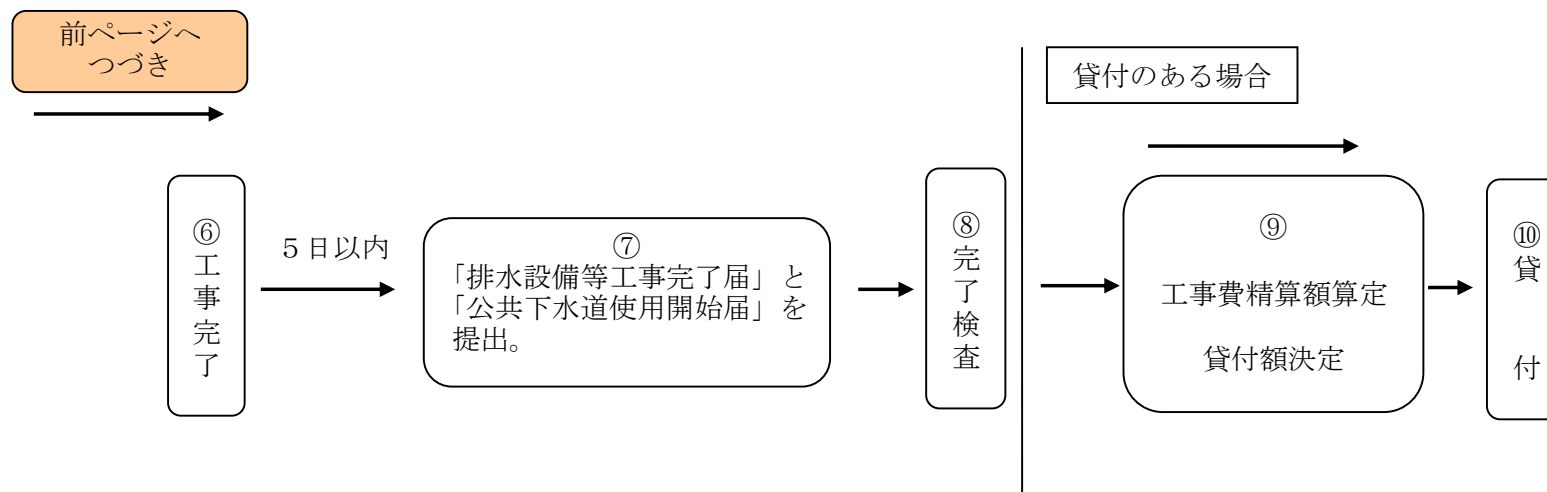 前ページへ
つづき
貸付のある場合
⑥工事完了
５日以内
⑦
「排水設備等工事完了届」と
「公共下水道使用開始届」を
提出。
⑧完了検査
⑨
工事費精算額算定
貸付額決定
⑩貸付